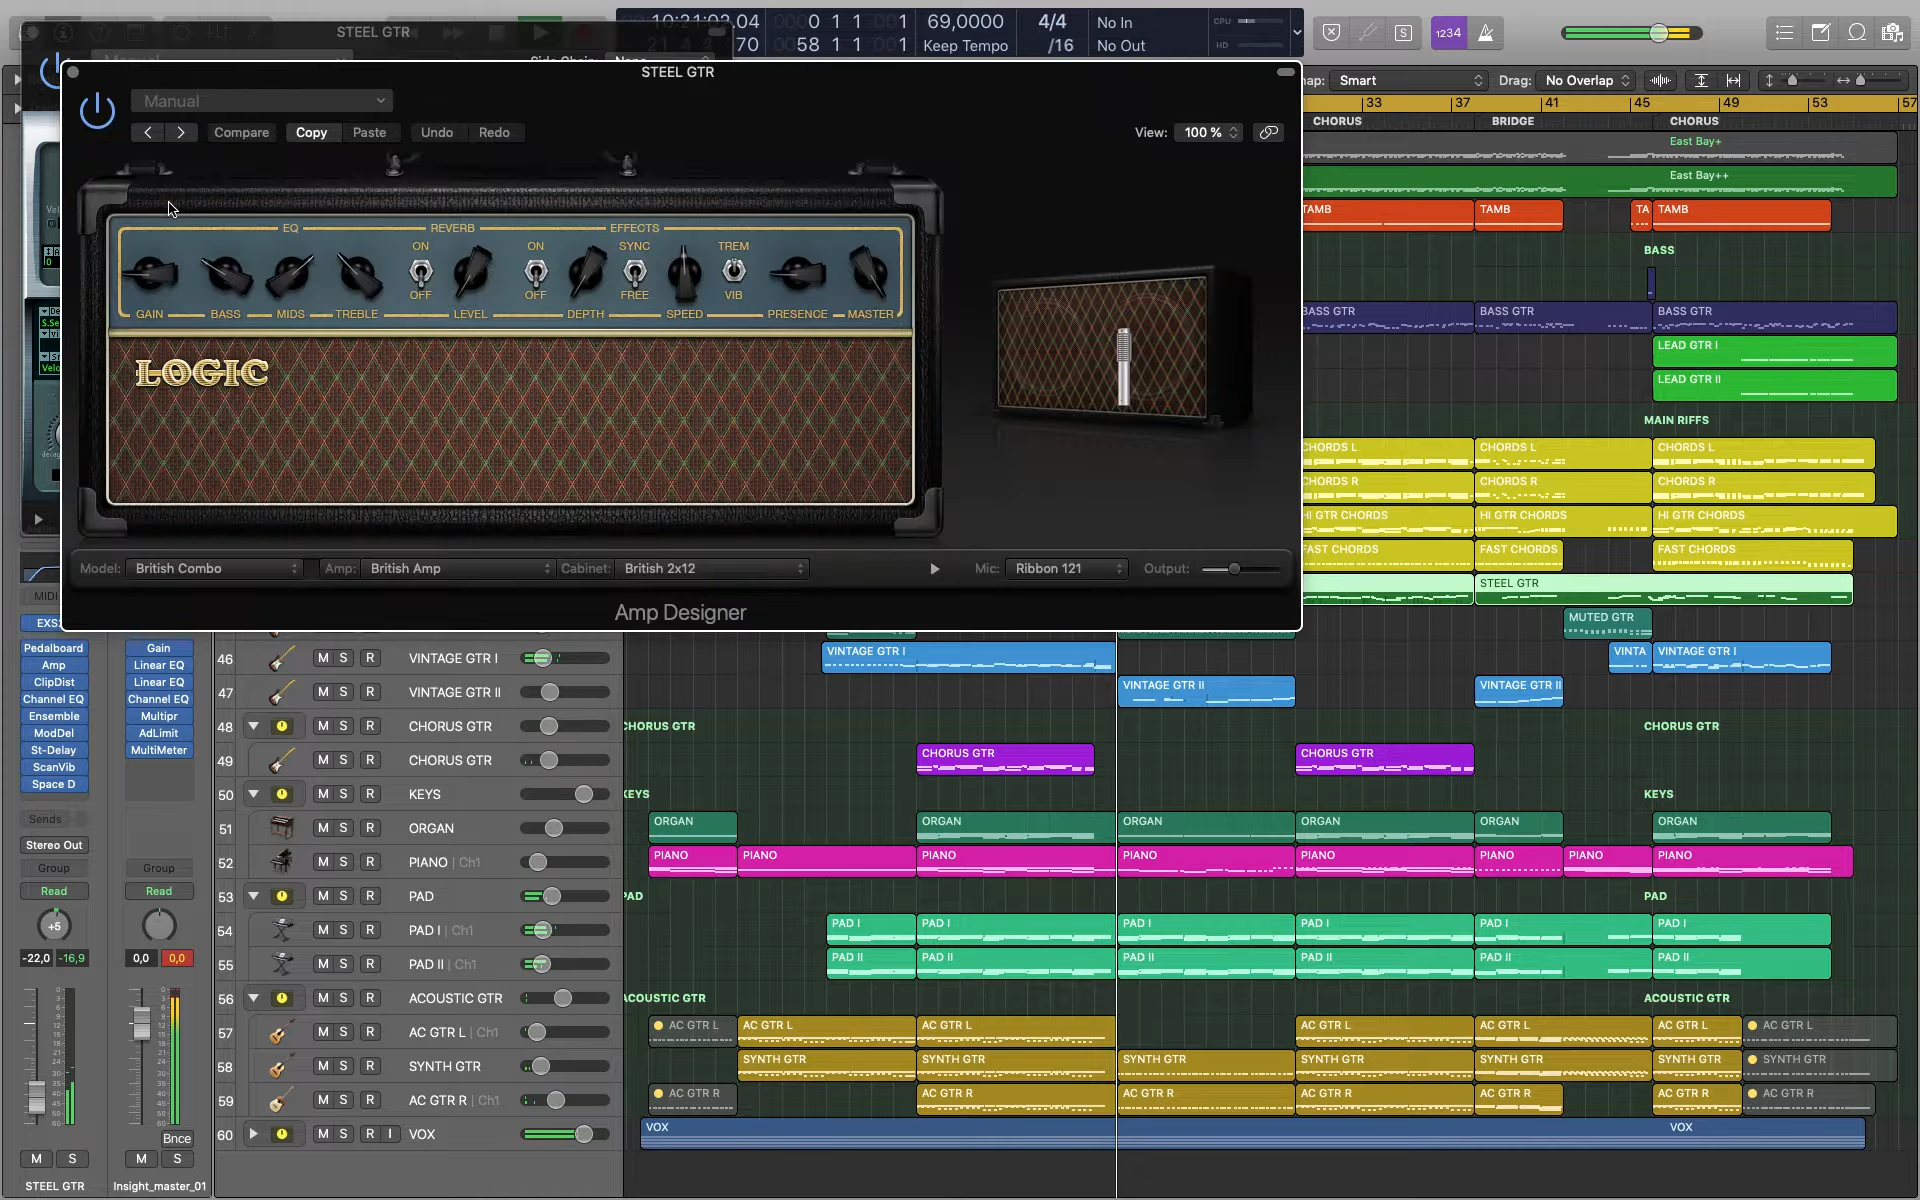 STEEL GTR
10:21:02.04
0 1 1 1
69,0000
4/4
No In
CPU
70
58 1 1 1
Keep Tempo
/16
No Out
HD
S
1234
STEEL GTR
Manual
Compare
Copy
Paste
Undo
Redo
View:
100 %
Smart
Drag:
No Overlap
33
37
41
45
49
53
57
CHORUS
BRIDGE
CHORUS
East Bay+
East Bay++
TAMB
TAMB
TA
TAMB
BASS
BASS GTR
BASS GTR
BASS GTR
LEAD GTR I
LEAD GTR II
MAIN RIFFS
CHORDS L
CHORDS L
CHORDS L
CHORDS R
CHORDS R
CHORDS R
HI GTR CHORDS
HI GTR CHORDS
HI GTR CHORDS
FAST CHORDS
FAST CHORDS
FAST CHORDS
STEEL GTR
MUTED GTR
EQ
REVERB
EFFECTS
ON
ON
SYNC
TREM
OFF
OFF
FREE
VIB
GAIN
BASS
MIDS
TREBLE
LEVEL
DEPTH
SPEED
PRESENCE
MASTER
LOGIC
Model:
British Combo
Amp:
British Amp
Cabinet:
British 2x12
Mic:
Ribbon 121
Output:
Amp Designer
MIDI
Pedalboard
Amp
ClipDist
Channel EQ
Ensemble
ModDel
St-Delay
ScanVib
Space D
Sends
Stereo Out
Group
Read
+5
-22,0
-16,9
M
S
STEEL GTR
Gain
Linear EQ
Linear EQ
Channel EQ
Multipr
AdLimit
MultiMeter
Group
Read
0,0
0,0
Bnce
M
S
Insight_master_01
46 M S R VINTAGE GTR I
VINTAGE GTR I
VINTA
VINTAGE GTR I
47 M S R VINTAGE GTR II
VINTAGE GTR II
VINTAGE GTR II
48 M S R CHORUS GTR
CHORUS GTR
CHORUS GTR
49 M S R CHORUS GTR
CHORUS GTR
CHORUS GTR
50 M S R KEYS
KEYS
KEYS
51 M S R ORGAN
ORGAN
ORGAN
ORGAN
ORGAN
ORGAN
ORGAN
52 M S R PIANO | Ch1
PIANO
PIANO
PIANO
PIANO
PIANO
PIANO
PIANO
PIANO
53 M S R PAD
PAD
PAD
54 M S R PAD I | Ch1
PAD I
PAD I
PAD I
PAD I
PAD I
PAD I
55 M S R PAD II | Ch1
PAD II
PAD II
PAD II
PAD II
PAD II
PAD II
56 M S R ACOUSTIC GTR
ACOUSTIC GTR
ACOUSTIC GTR
57 M S R AC GTR L | Ch1
AC GTR L
AC GTR L
AC GTR L
AC GTR L
AC GTR L
AC GTR L
AC GTR L
58 M S R SYNTH GTR
SYNTH GTR
SYNTH GTR
SYNTH GTR
SYNTH GTR
SYNTH GTR
SYNTH GTR
SYNTH GTR
59 M S R AC GTR R | Ch1
AC GTR R
AC GTR R
AC GTR R
AC GTR R
AC GTR R
AC GTR R
AC GTR R
60 M S R I VOX
VOX
VOX